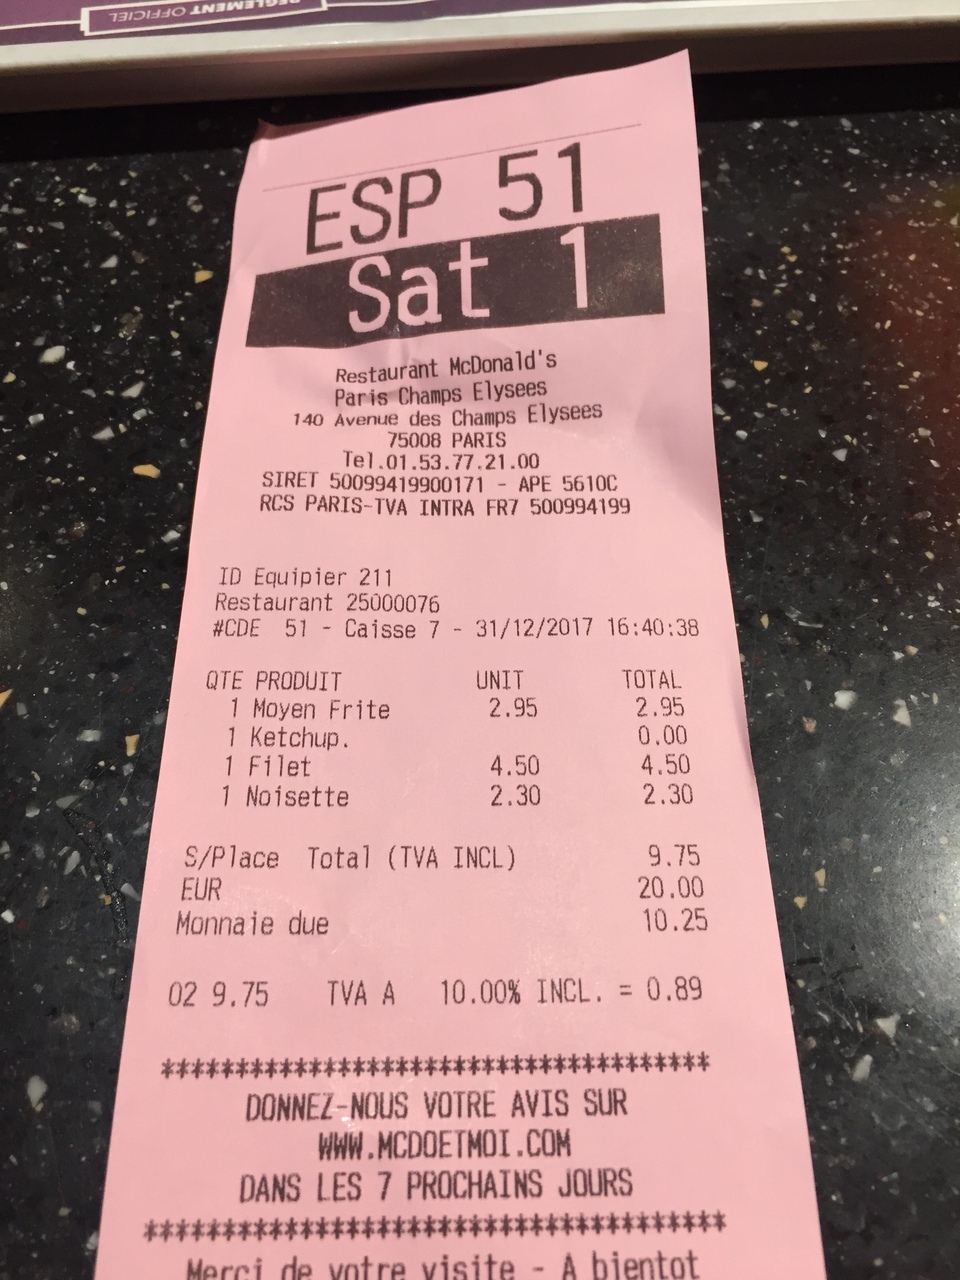 RÈGLEMENT OFFICIEL
ESP 51
Sat 1
Restaurant McDonald's
Paris Champs Elysees
140 Avenue des Champs Elysees
75008 PARIS
Tel.01.53.77.21.00
SIRET 50099419900171 - APE 5610C
RCS PARIS-TVA INTRA FR7 500994199
ID Equipier 211
Restaurant 25000076
#CDE 51 - Caisse 7 - 31/12/2017 16:40:38
QTE PRODUIT UNIT TOTAL
1 Moyen Frite 2.95 2.95
1 Ketchup. 0.00
1 Filet 4.50 4.50
1 Noisette 2.30 2.30
S/Place Total (TVA INCL) 9.75
EUR 20.00
Monnaie due 10.25
02 9.75 TVA A 10.00% INCL. = 0.89
****************************************
DONNEZ-NOUS VOTRE AVIS SUR
WWW.MCDOETMOI.COM
DANS LES 7 PROCHAINS JOURS
****************************************
Merci de votre visite - A bientot